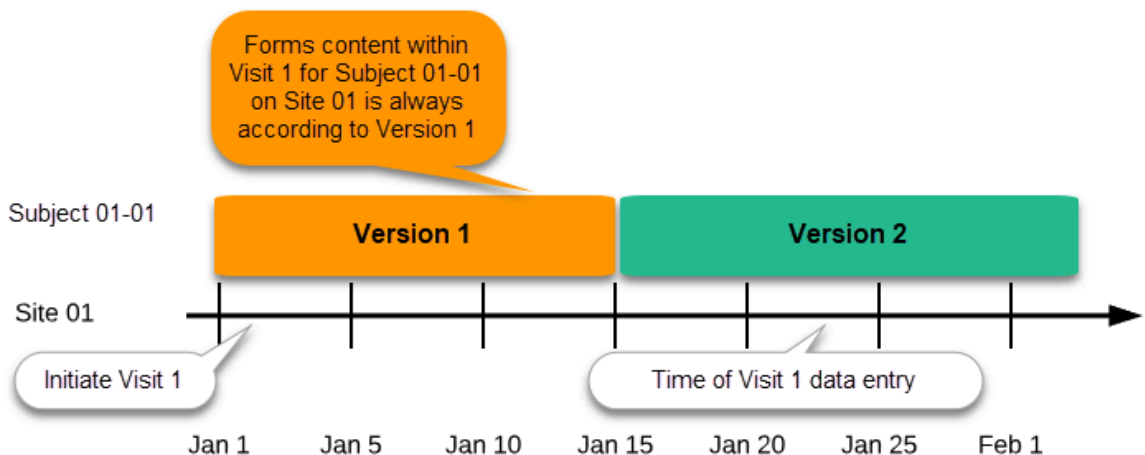 Forms content within
Visit 1 for Subject 01-01
on Site 01 is always
according to Version 1
Subject 01-01
Version 1
Version 2
Site 01
Initiate Visit 1
Time of Visit 1 data entry
Jan 1
Jan 5
Jan 10
Jan 15
Jan 20
Jan 25
Feb 1